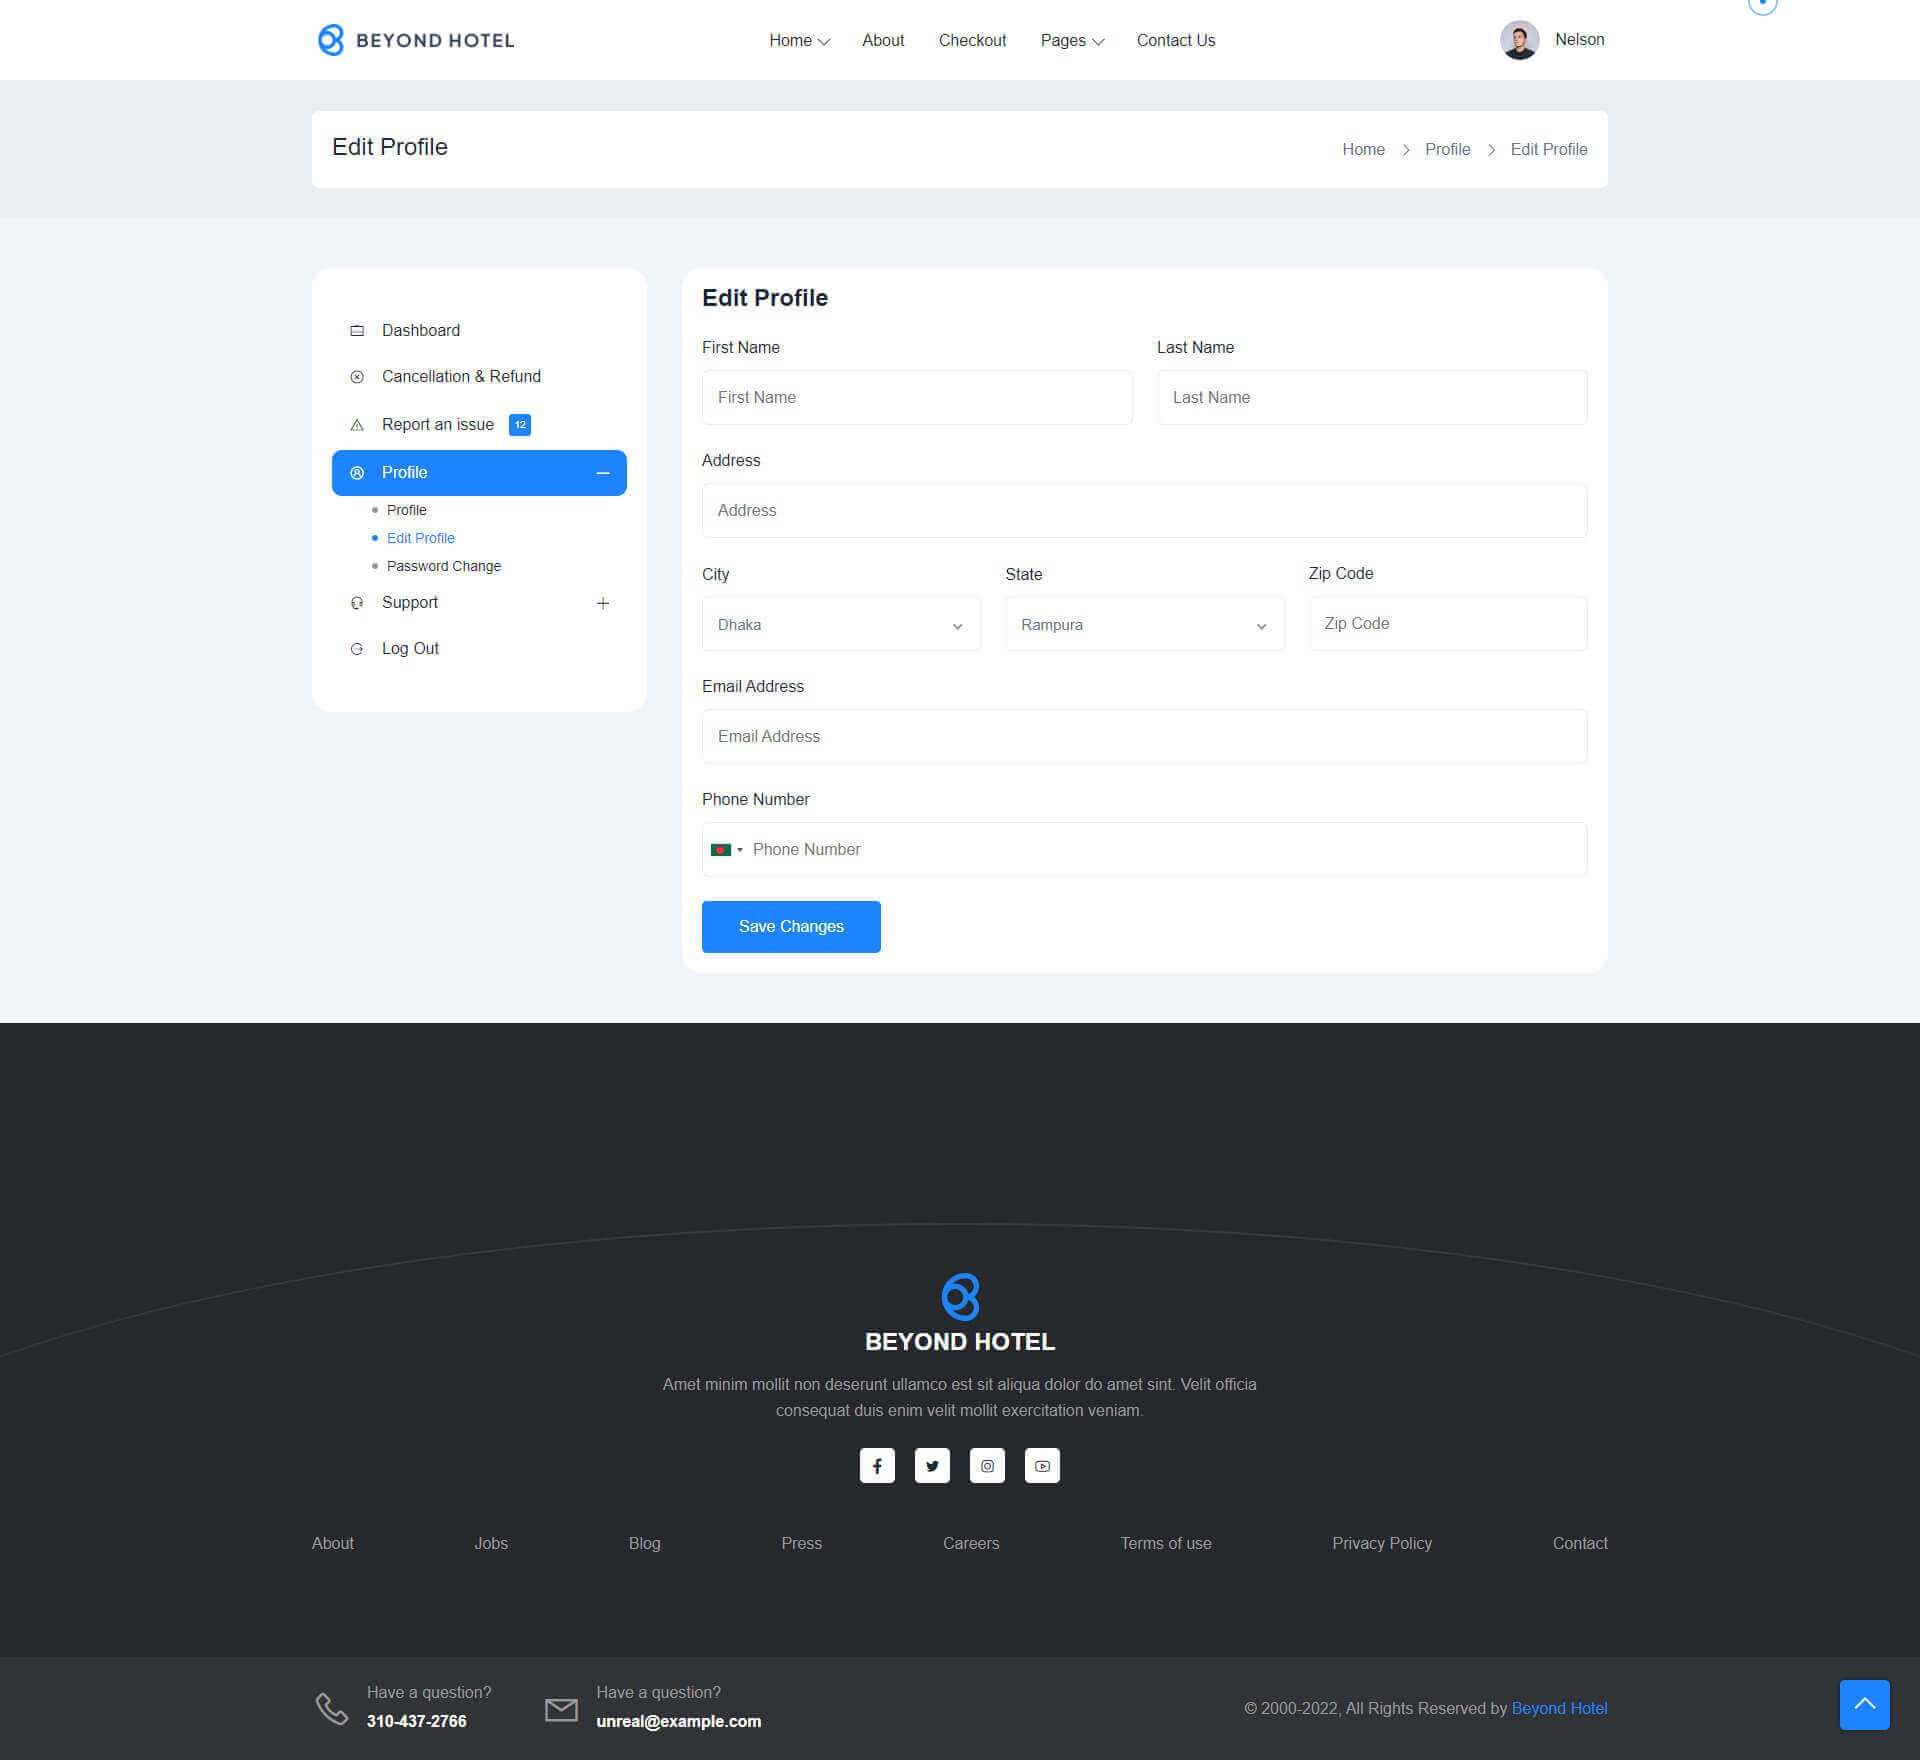 BEYOND HOTEL
Home
About
Checkout
Pages
Contact Us
Nelson
Edit Profile
Home
Profile
Edit Profile
Dashboard
Cancellation & Refund
Report an issue 12
Profile
Profile
Edit Profile
Password Change
Support
Log Out
Edit Profile
First Name
Last Name
First Name
Last Name
Address
Address
City
State
Zip Code
Dhaka
Rampura
Zip Code
Email Address
Email Address
Phone Number
Phone Number
Save Changes
BEYOND HOTEL
Amet minim mollit non deserunt ullamco est sit aliqua dolor do amet sint. Velit officia
consequat duis enim velit mollit exercitation veniam.
About
Jobs
Blog
Press
Careers
Terms of use
Privacy Policy
Contact
Have a question?
310-437-2766
Have a question?
unreal@example.com
© 2000-2022, All Rights Reserved by Beyond Hotel